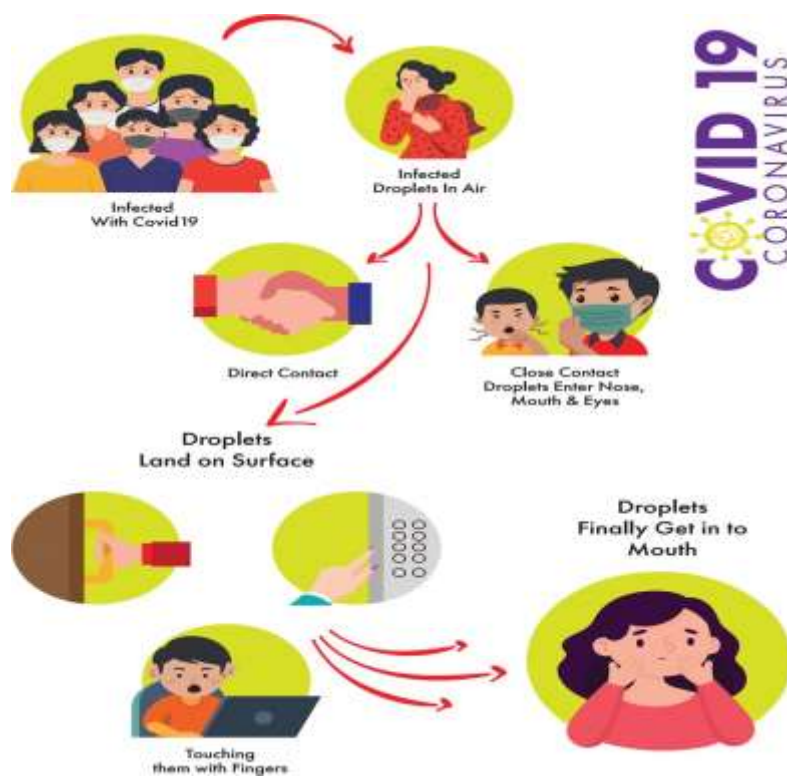 COVID 19
CORONAVIRUS
Infected
With Covid19
Infected
Droplets In Air
Direct Contact
Close Contact
Droplets Enter Nose,
Mouth & Eyes
Droplets
Land on Surface
Droplets
Finally Get in to
Mouth
Touching
them with Fingers